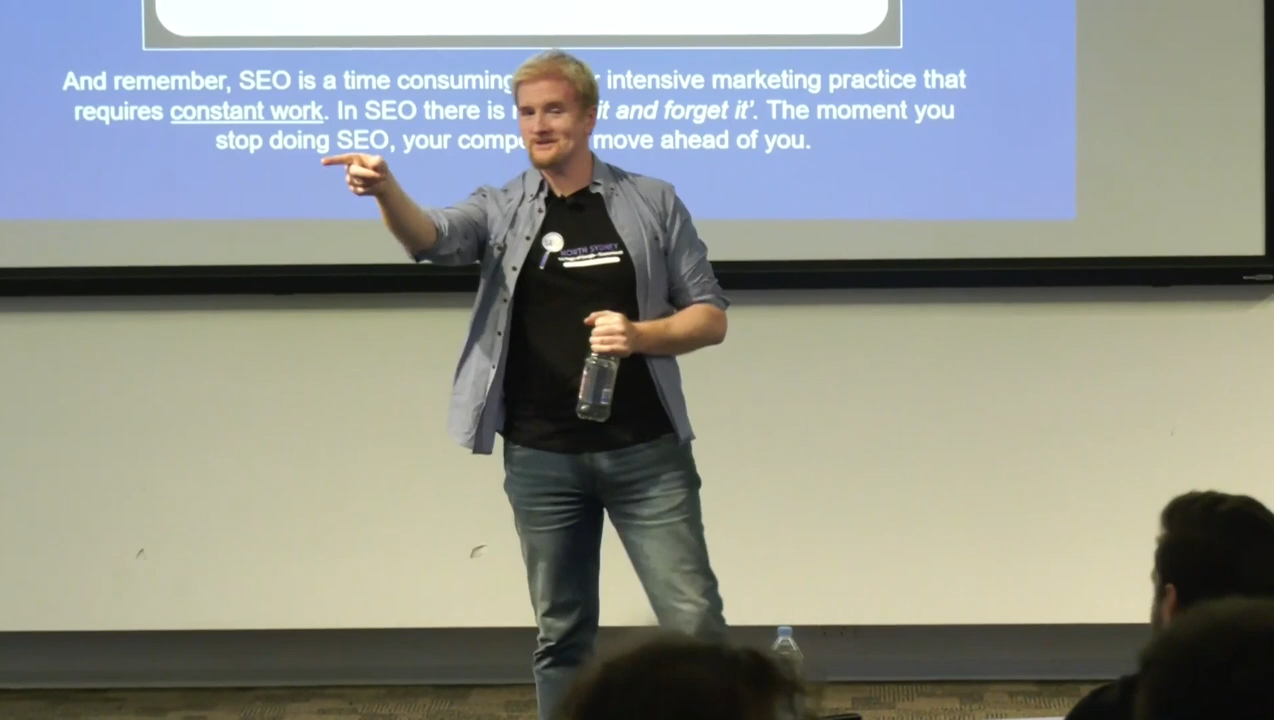 And remember, SEO is a time consuming intensive marketing practice that
requires constant work. In SEO there is it and forget it'. The moment you
stop doing SEO, your move ahead of you.
NORTH SYDNEY